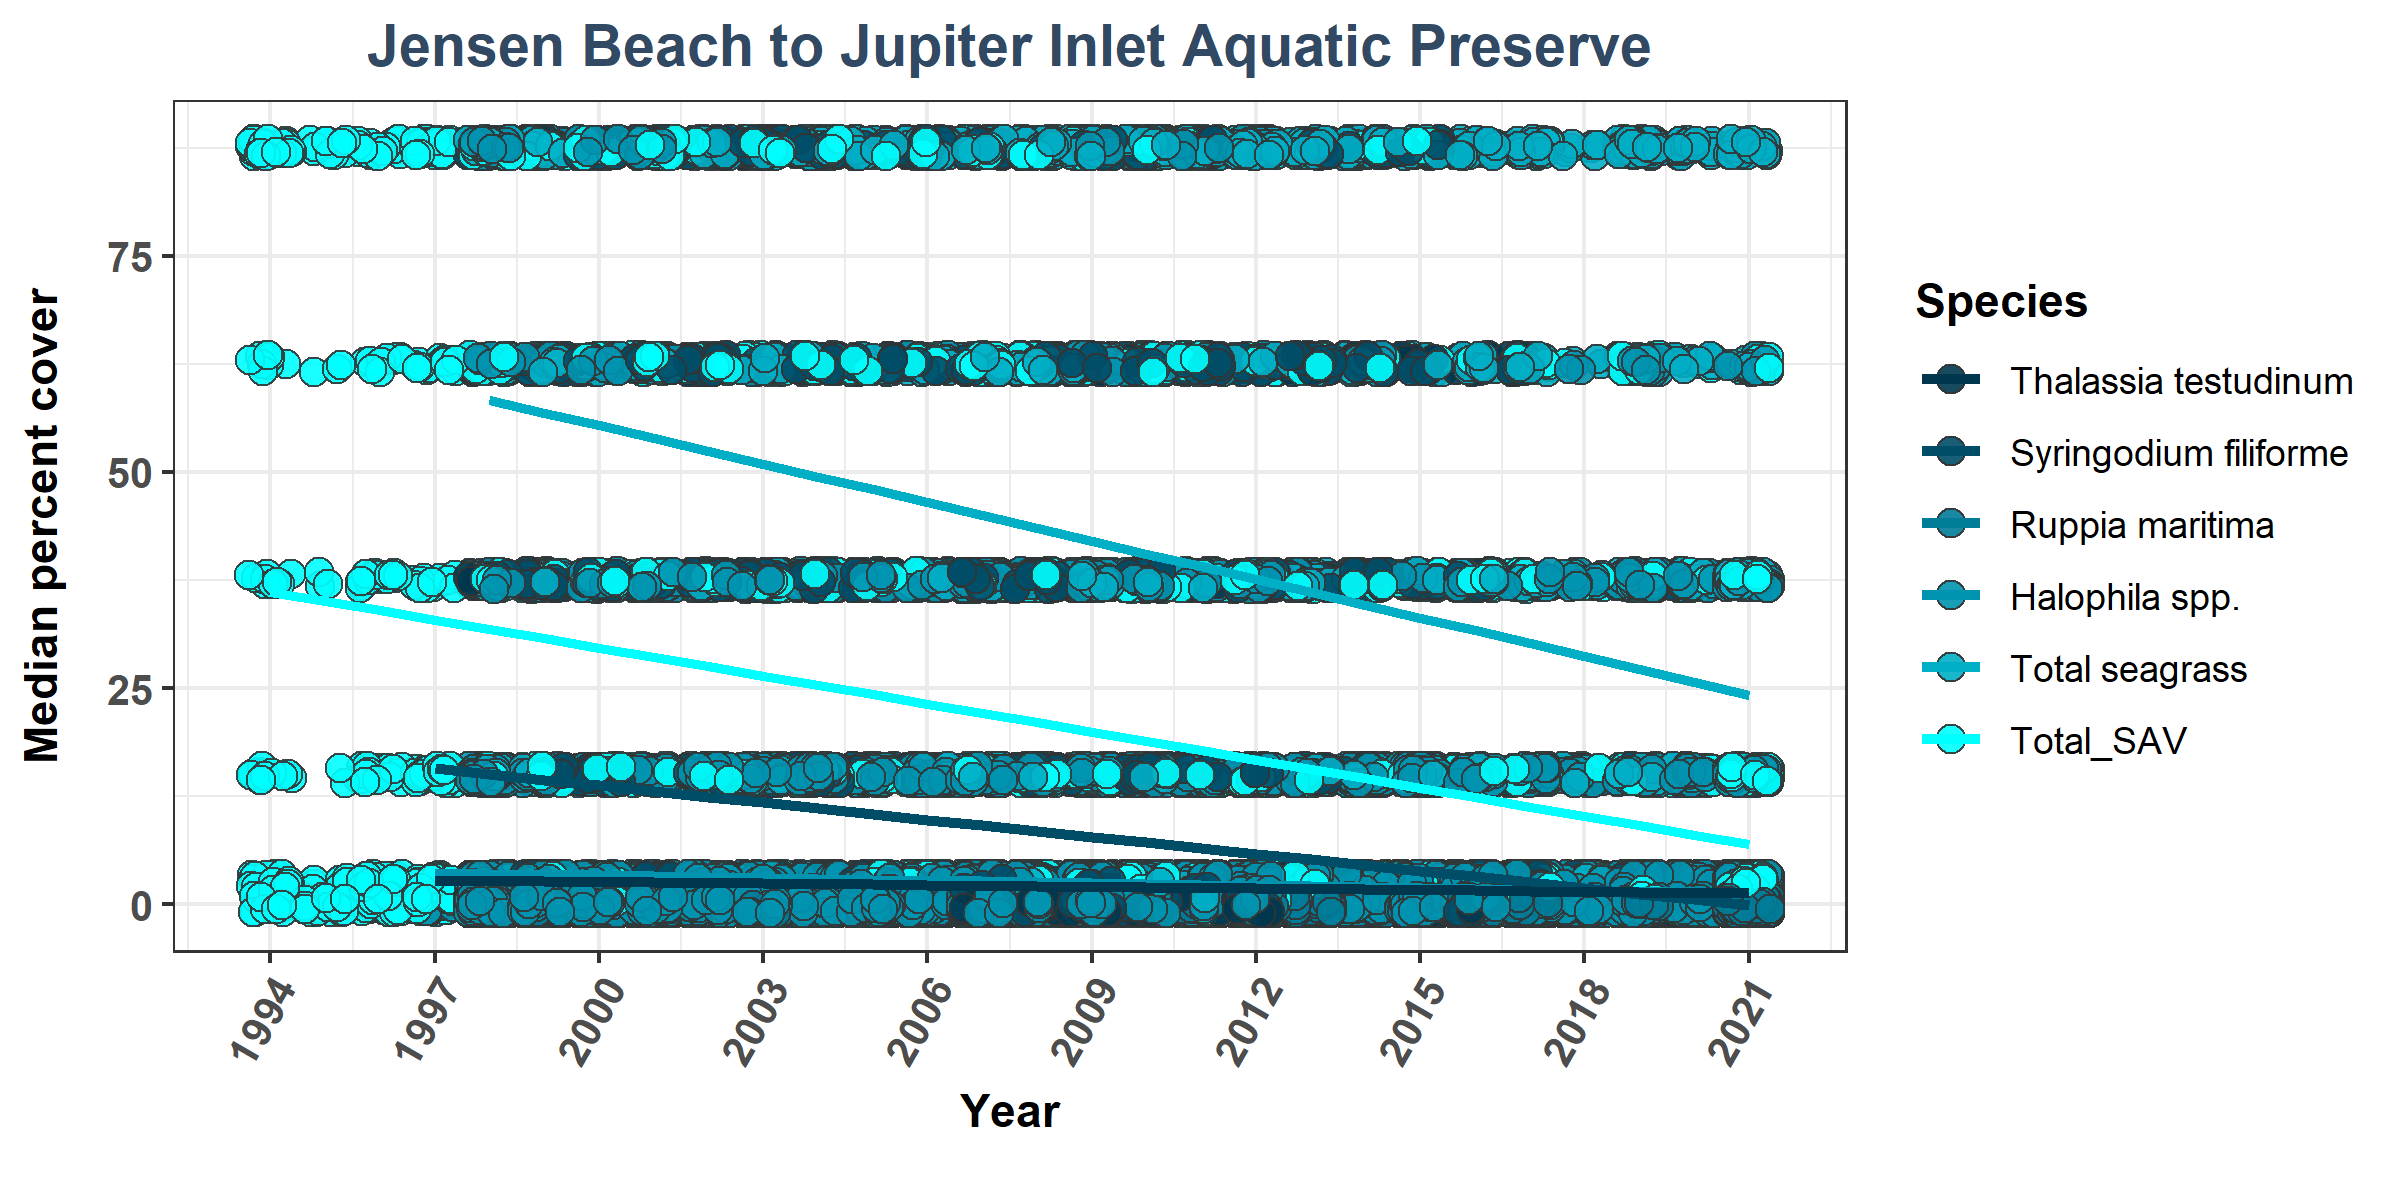 Jensen Beach to Jupiter Inlet Aquatic Preserve
Median percent cover
75
50
25
0
1994
1997
2000
2003
2006
2009
2012
2015
2018
2021
Year
Species
Thalassia testudinum
Syringodium filiforme
Ruppia maritima
Halophila spp.
Total seagrass
Total_SAV